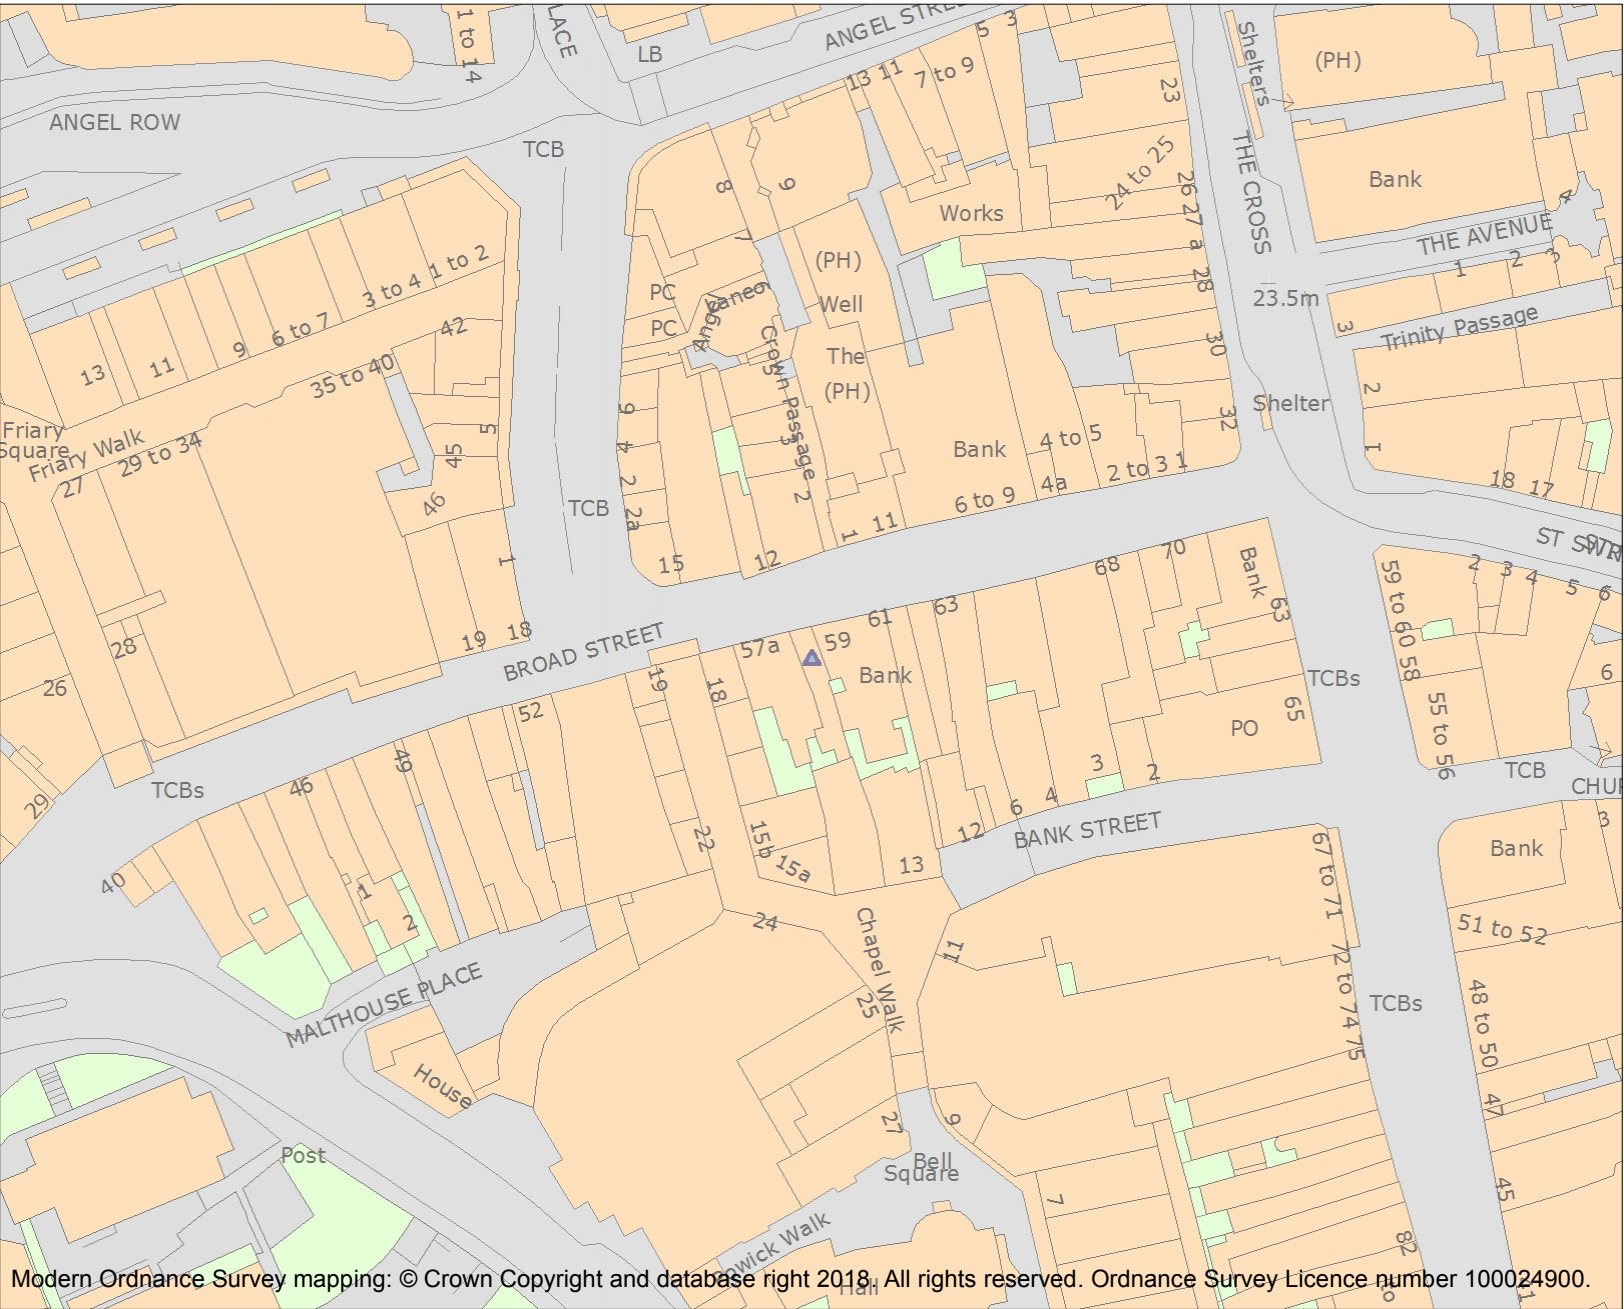 1 to 14
LACE
LB
ANGEL STREE
5
3
Shelters
(PH)
ANGEL ROW
TCB
13
11
7 to 9
23
THE CROSS
Bank
8
9
7
Works
24 to 25
26
27
a
28
4
THE AVENUE
1
2
3
3 to 4
1 to 2
PC
PC
(PH)
Well
23.5m
Trinity Passage
3
13
11
9
6 to 7
42
35 to 40
Crown Passage
The
(PH)
30
2
Shelter
32
1
Friary
Square
Friary Walk
29 to 34
27
45
5
46
6
4
2
2a
TCB
3
2
Bank
4 to 5
4a
2 to 3
1
6 to 9
18
17
1
15
12
1
11
ST SW
28
26
19
18
BROAD STREET
57a
59
61
63
68
70
Bank
63
59 to 60
58
2
3
4
5
6
6
Bank
19
18
52
TCBs
65
PO
55 to 56
TCB
CHUR
TCBs
29
46
49
3
2
6
4
12
BANK STREET
40
1
2
22
15b
15a
13
67 to 71
Bank
3
24
Chapel Walk
11
51 to 52
MALTHOUSE PLACE
25
72 to 74
75
TCBs
48 to 50
House
47
Post
27
9
Bell
Square
7
45
82
to
Hall
Modern Ordnance Survey mapping: © Crown Copyright and database right 2018. All rights reserved. Ordnance Survey Licence number 100024900.